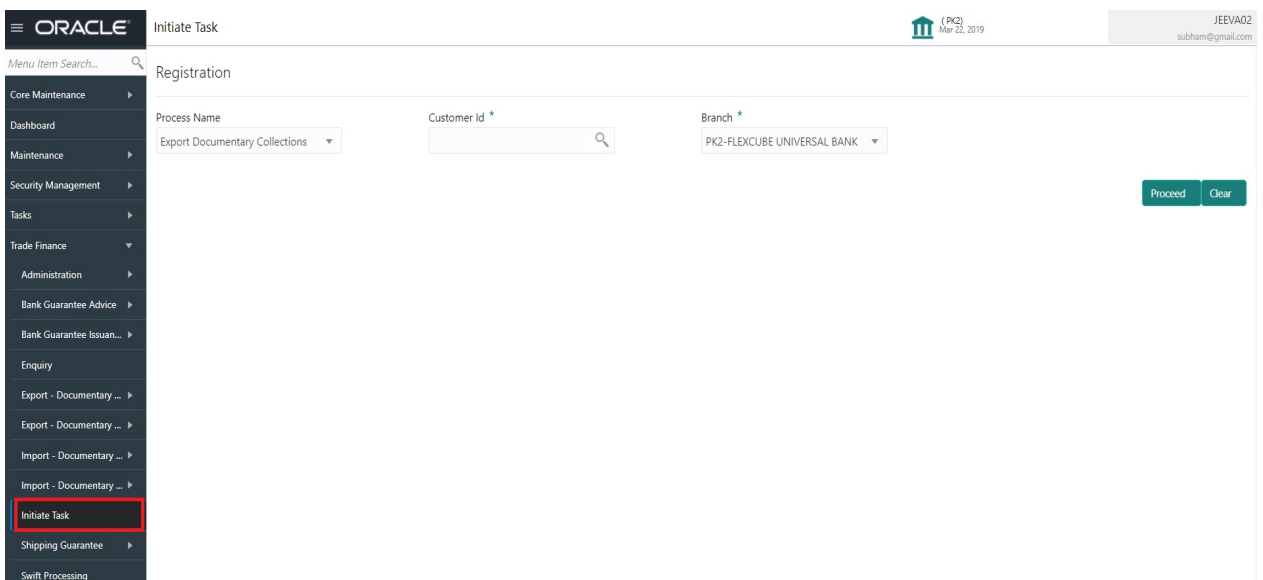 ORACLE
Initiate Task
( PK2)
Mar 22, 2019
JEEVA02
subham@gmail.com
Menu Item Search...
Core Maintenance
Dashboard
Maintenance
Security Management
Tasks
Trade Finance
Administration
Bank Guarantee Advice
Bank Guarantee Issuan...
Enquiry
Export - Documentary ...
Export - Documentary ...
Import - Documentary ...
Import - Documentary ...
Initiate Task
Shipping Guarantee
Swift Processing
Registration
Process Name
Customer Id *
Branch *
Export Documentary Collections
PK2-FLEXCUBE UNIVERSAL BANK
Proceed
Clear